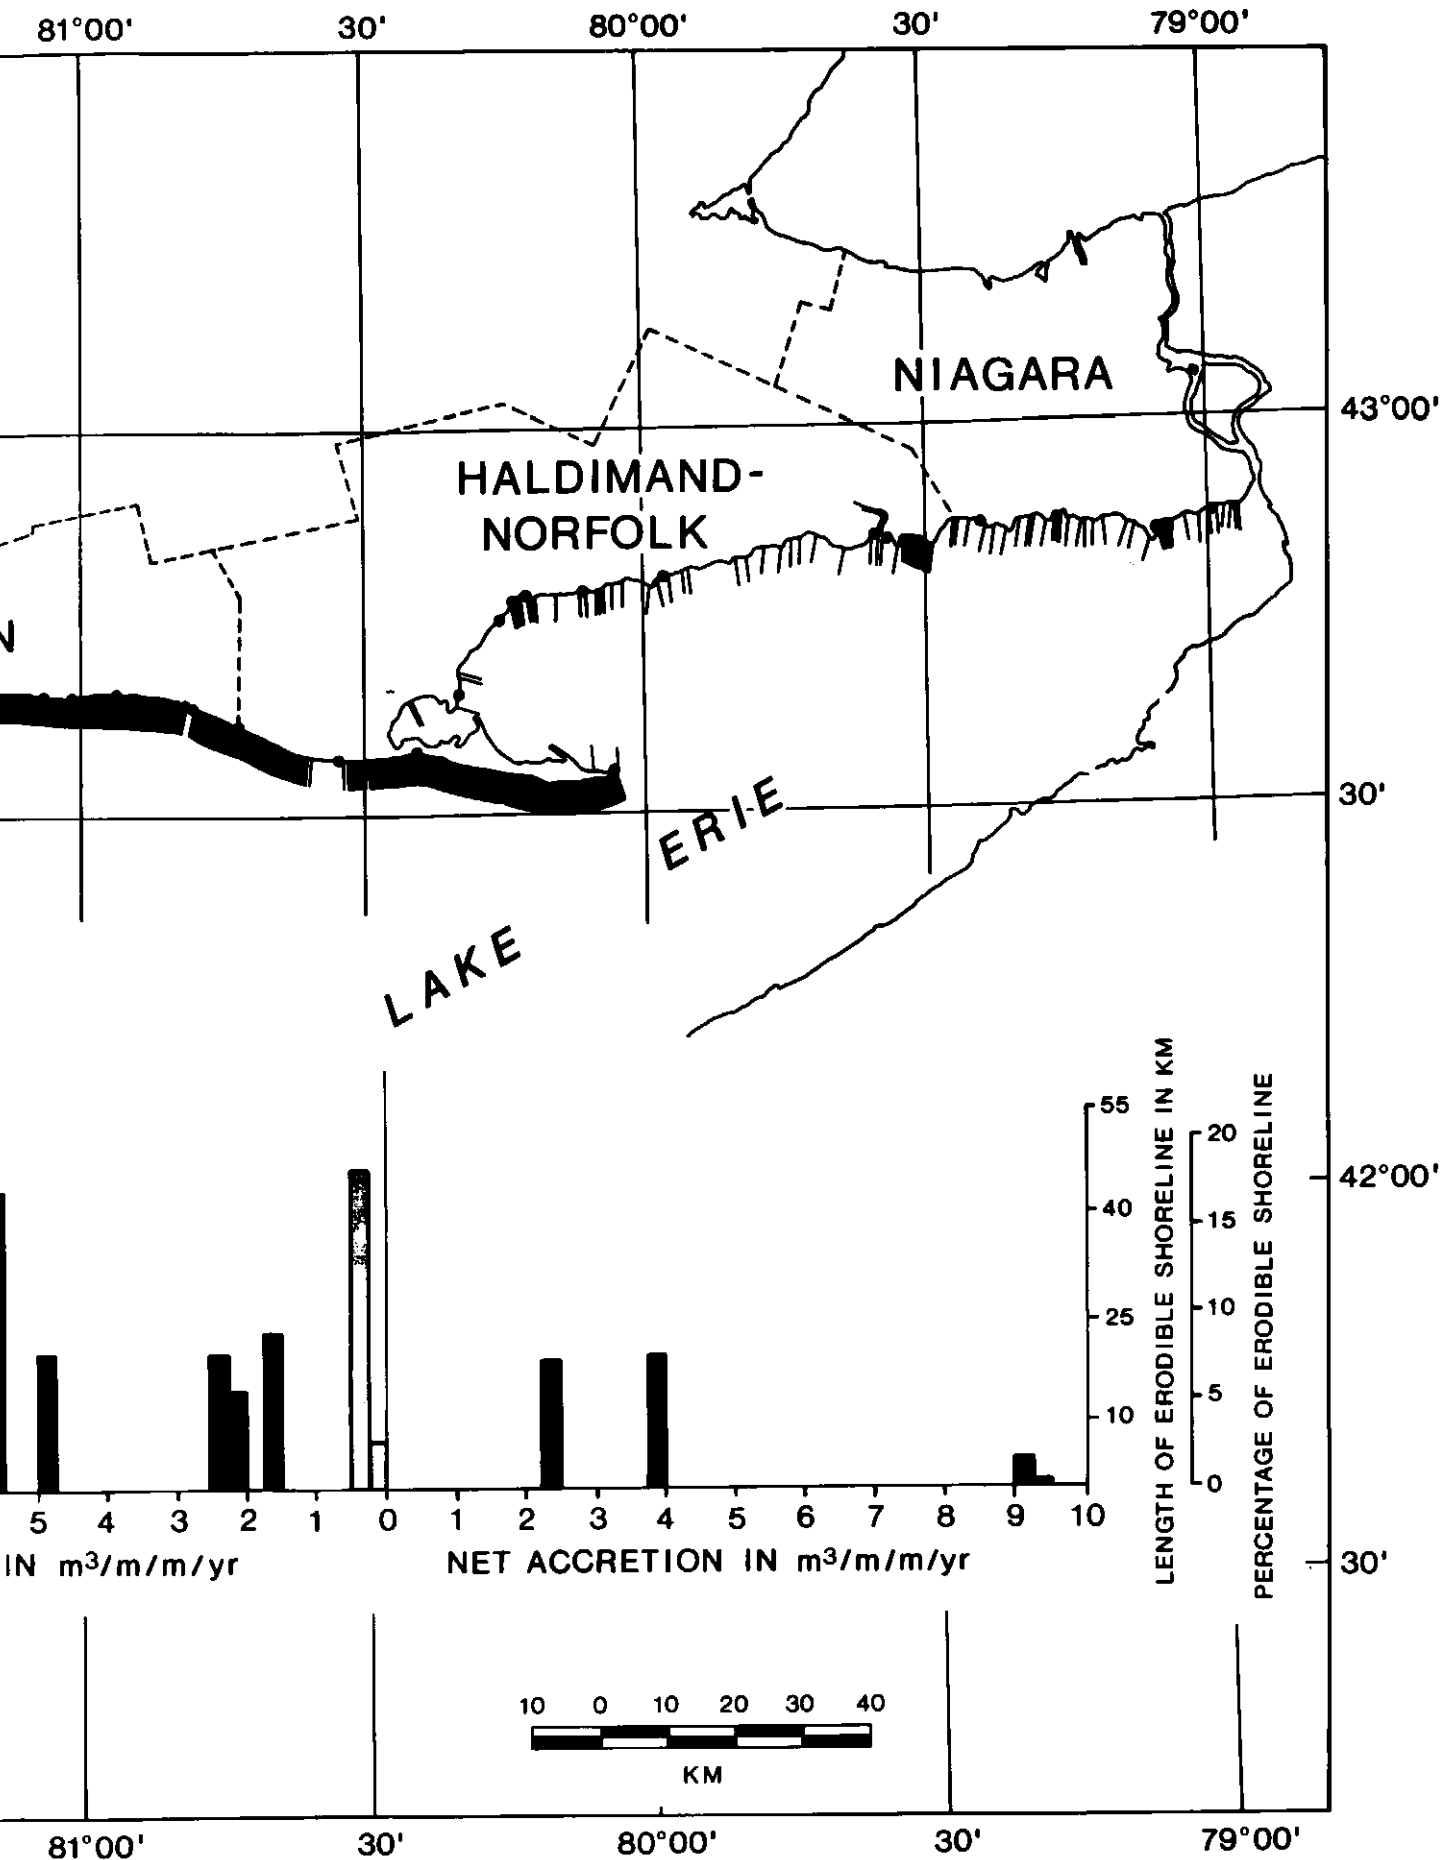 81°00' 30' 80°00' 30' 79°00'
NIAGARA
43°00'
HALDIMAND-
NORFOLK
N
30'
ERIE
LAKE
55
40
25
10
LENGTH OF ERODIBLE SHORELINE IN KM
20
15
10
5
0
PERCENTAGE OF ERODIBLE SHORELINE
42°00'
5 4 3 2 1 0 1 2 3 4 5 6 7 8 9 10
IN m³/m/m/yr NET ACCRETION IN m³/m/m/yr
30'
10 0 10 20 30 40
KM
81°00' 30' 80°00' 30' 79°00'